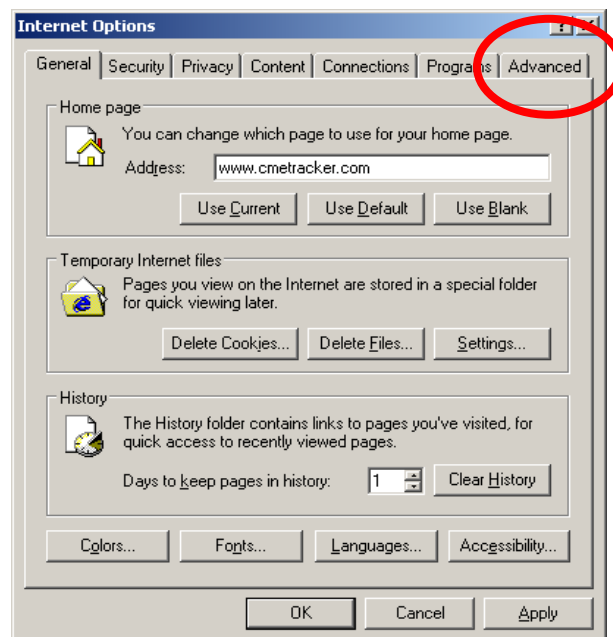 Internet Options
General Security Privacy Content Connections Programs Advanced
Home page
You can change which page to use for your home page.
Address: www.cmetracker.com
Use Current Use Default Use Blank
Temporary Internet files
Pages you view on the Internet are stored in a special folder
for quick viewing later.
Delete Cookies... Delete Files... Settings...
History
The History folder contains links to pages you've visited, for
quick access to recently viewed pages.
Days to keep pages in history: 1 Clear History
Colors... Fonts... Languages... Accessibility...
OK Cancel Apply